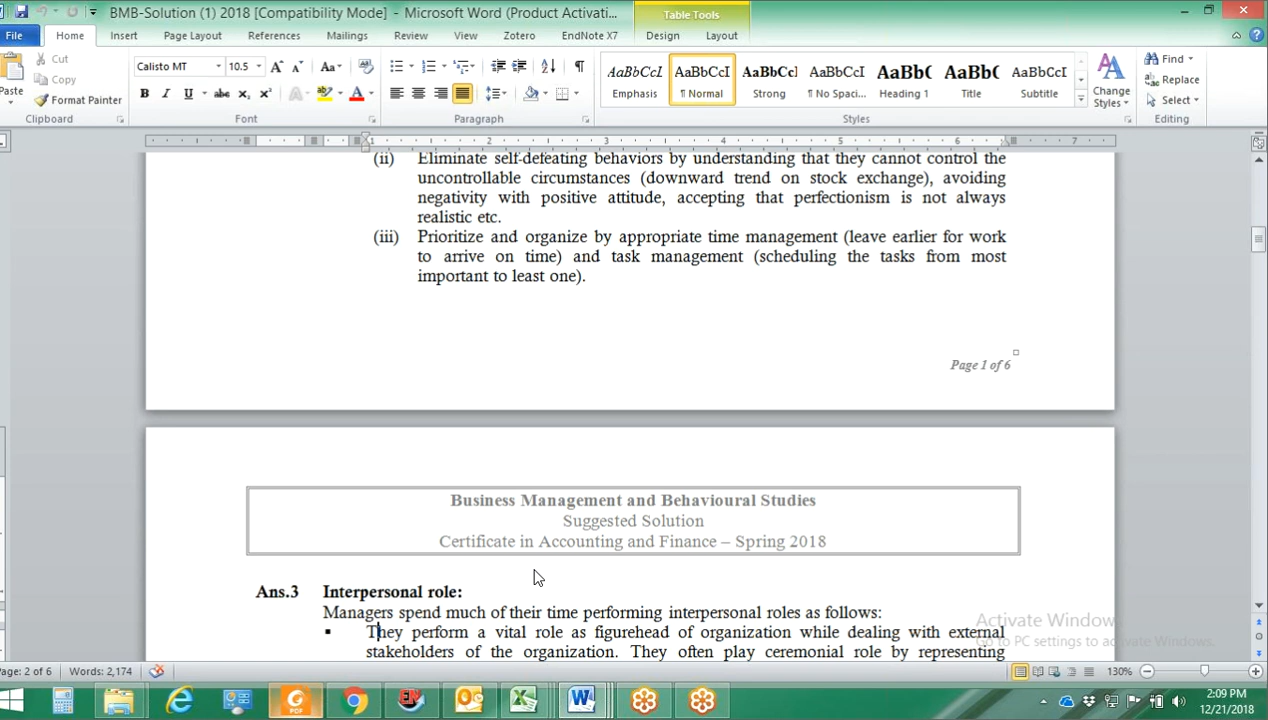 BMB-Solution (1) 2018 [Compatibility Mode] - Microsoft Word (Product Activati...
Table Tools
File Home Insert Page Layout References Mailings Review View Zotero EndNote X7 Design Layout
Paste
Cut
Copy
Format Painter
Clipboard
Calisto MT 10.5
Font
Paragraph
AaBbCcI AaBbCcI AaBbCcI AaBbCcI AaBb( AaBb( AaBbCcI
Emphasis ¶ Normal Strong ¶ No Spaci... Heading 1 Title Subtitle
Change Styles
Styles
Find
Replace
Select
Editing
1 2 3 4 5 6 7
(ii) Eliminate self-defeating behaviors by understanding that they cannot control the
uncontrollable circumstances (downward trend on stock exchange), avoiding
negativity with positive attitude, accepting that perfectionism is not always
realistic etc.
(iii) Prioritize and organize by appropriate time management (leave earlier for work
to arrive on time) and task management (scheduling the tasks from most
important to least one).
Page 1 of 6
Business Management and Behavioural Studies
Suggested Solution
Certificate in Accounting and Finance – Spring 2018
Ans.3 Interpersonal role:
Managers spend much of their time performing interpersonal roles as follows:
▪ They perform a vital role as figurehead of organization while dealing with external
stakeholders of the organization. They often play ceremonial role by representing
Activate Windows
Go to PC settings to activate Windows.
Page: 2 of 6 Words: 2,174 130%
2:09 PM
12/21/2018